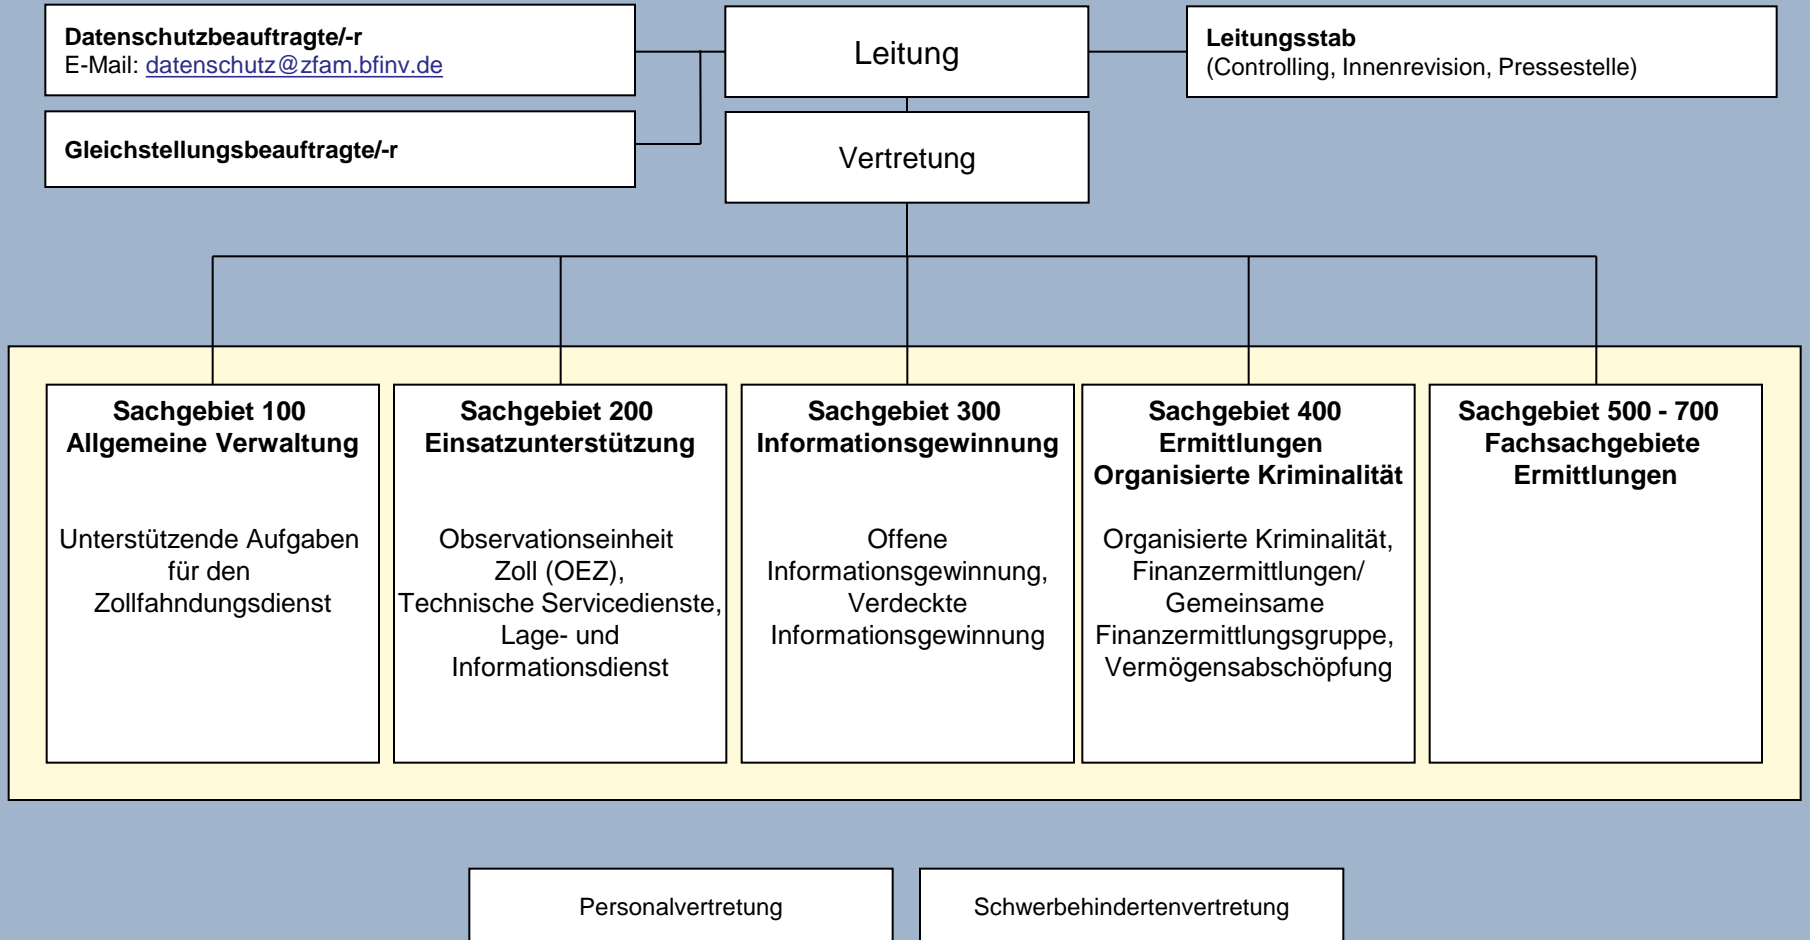 Datenschutzbeauftragte/-r
E-Mail: datenschutz@zfam.bfinv.de
Leitung
Leitungsstab
(Controlling, Innenrevision, Pressestelle)
Gleichstellungsbeauftragte/-r
Vertretung
Sachgebiet 100
Allgemeine Verwaltung
Unterstützende Aufgaben
für den
Zollfahndungsdienst
Sachgebiet 200
Einsatzunterstützung
Observationseinheit
Zoll (OEZ),
Technische Servicedienste,
Lage- und
Informationsdienst
Sachgebiet 300
Informationsgewinnung
Offene
Informationsgewinnung,
Verdeckte
Informationsgewinnung
Sachgebiet 400
Ermittlungen
Organisierte Kriminalität
Organisierte Kriminalität,
Finanzermittlungen/
Gemeinsame
Finanzermittlungsgruppe,
Vermögensabschöpfung
Sachgebiet 500 - 700
Fachsachgebiete
Ermittlungen
Personalvertretung
Schwerbehindertenvertretung